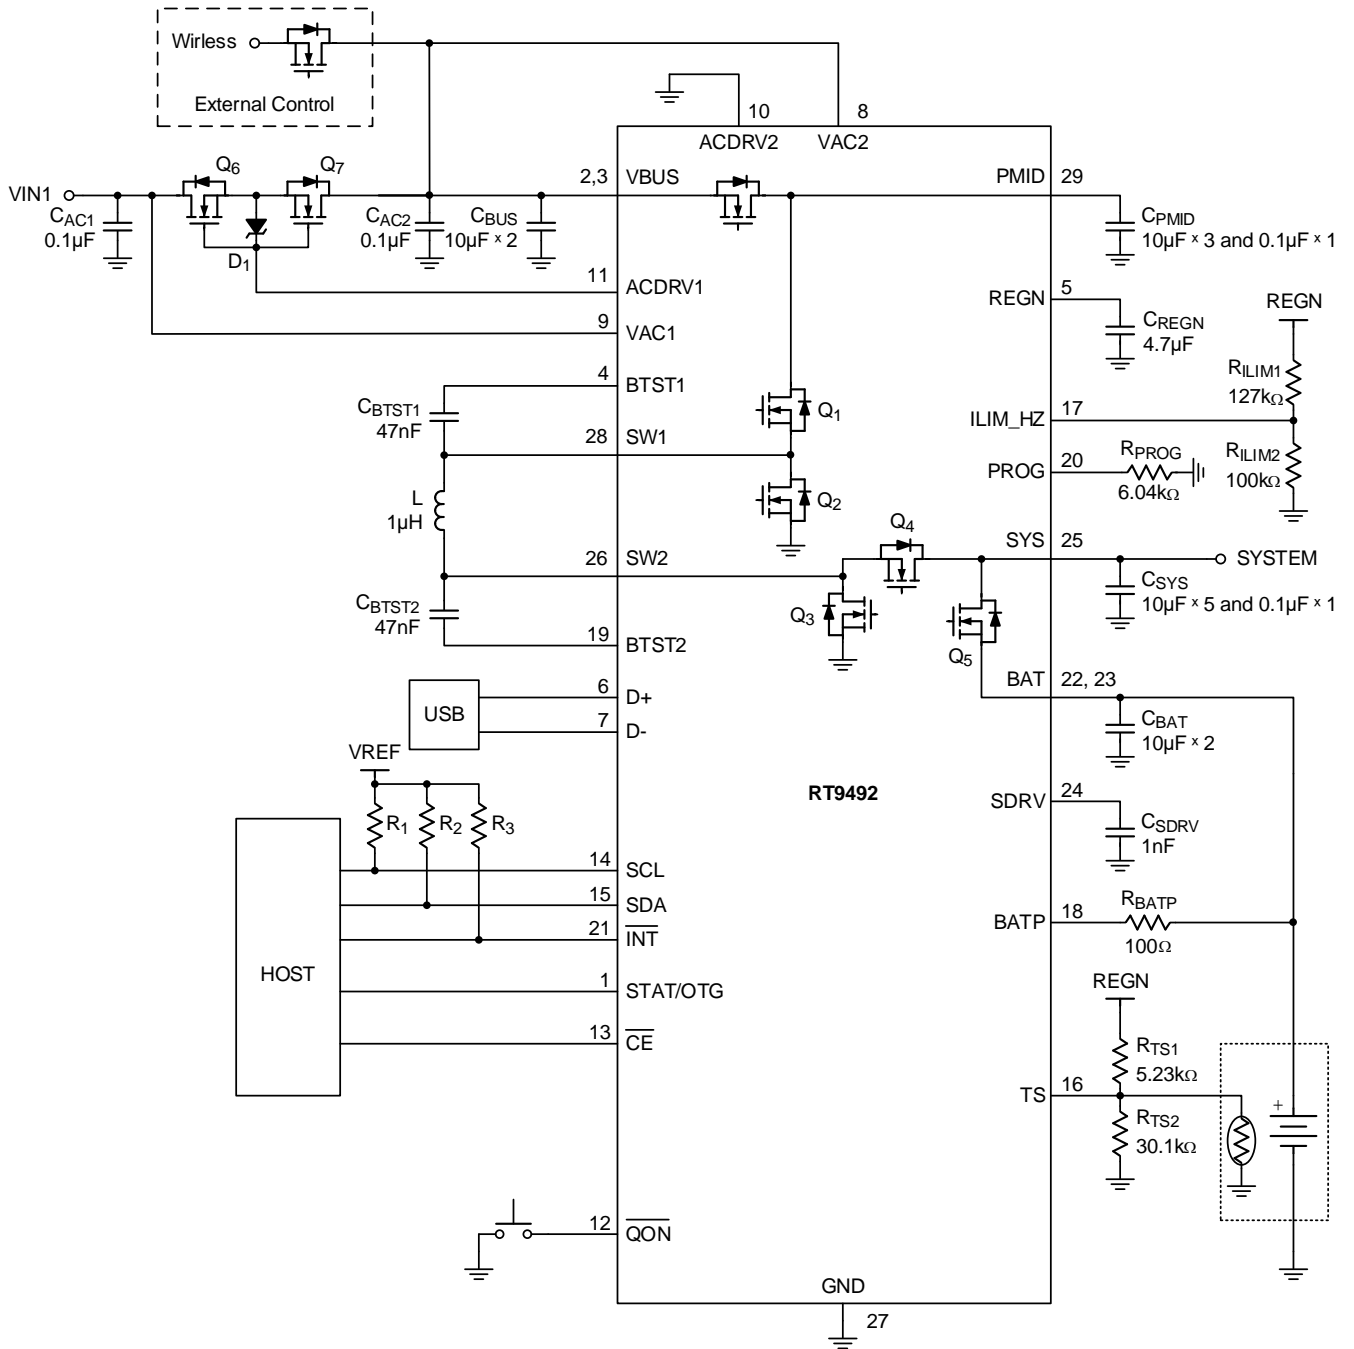 Wirless
External Control
10
8
ACDRV2
VAC2
Q6
Q7
VIN1
2,3
VBUS
PMID
29
CAC1
0.1µF
CAC2
0.1µF
CBUS
10µF x 2
CPMID
10µF x 3 and 0.1µF x 1
D1
11
ACDRV1
REGN
5
REGN
9
VAC1
CREGN
4.7µF
RILIM1
127kΩ
4
BTST1
CBTST1
47nF
Q1
ILIM_HZ
17
28
SW1
PROG
20
RPROG
6.04kΩ
RILIM2
100kΩ
L
1µH
Q2
Q4
SYS
25
SYSTEM
26
SW2
CSYS
10µF x 5 and 0.1µF x 1
CBTST2
47nF
Q3
Q5
19
BTST2
BAT
22, 23
USB
6
D+
7
D-
CBAT
10µF x 2
VREF
RT9492
SDRV
24
R1
R2
R3
CSDRV
1nF
14
SCL
15
SDA
BATP
18
RBATP
100Ω
21
INT
HOST
1
STAT/OTG
REGN
13
CE
RTS1
5.23kΩ
TS
16
RTS2
30.1kΩ
+
12
QON
GND
27